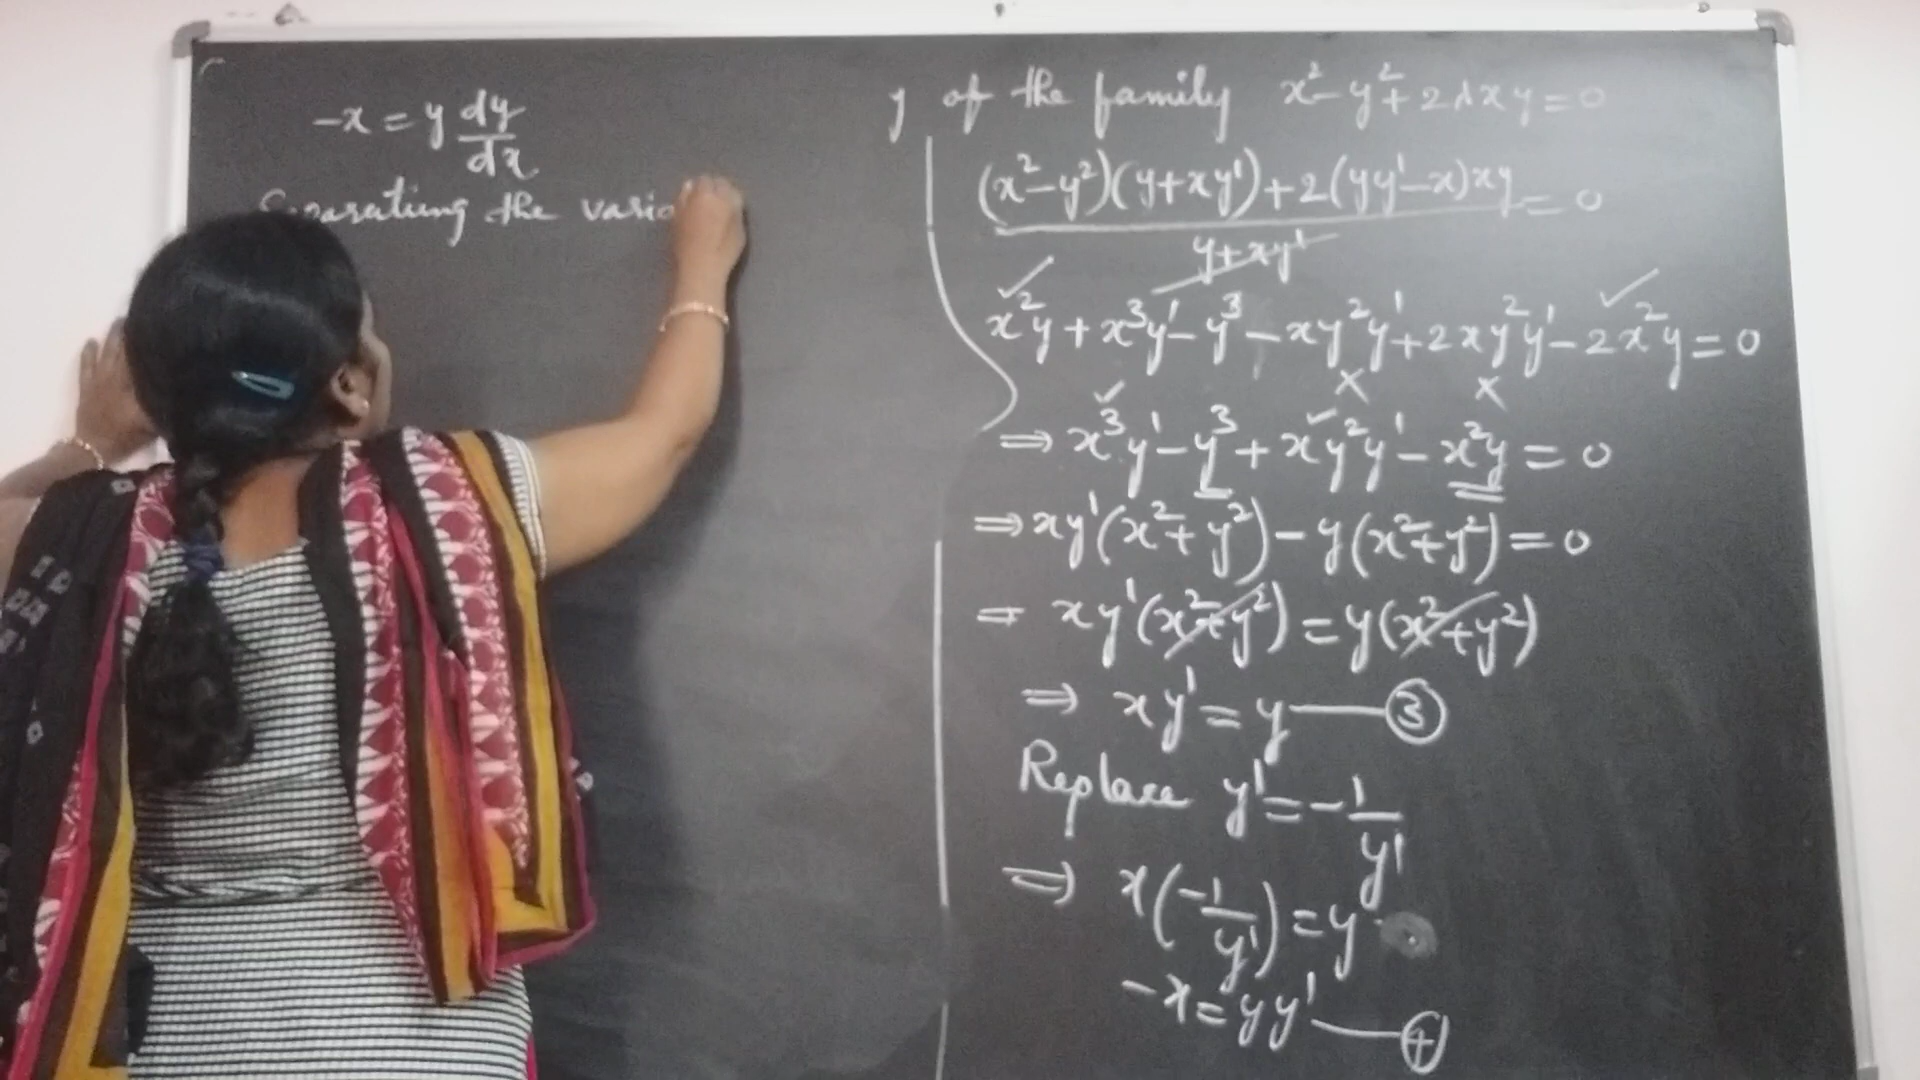 -x = y dy/dx
Separating the varia
y of the family x² - y² + 2λxy = 0
(x² - y²)(y + xy') + 2(yy' - x)xy / y + xy' = 0
x²y + x³y' - y³ - xy²y' + 2xy²y' - 2x²y = 0
⇒ x³y' - y³ + xy²y' - x²y = 0
⇒ xy'(x² + y²) - y(x² + y²) = 0
= xy'(x² + y²) = y(x² + y²)
⇒ xy' = y — ③
Replace y' = -1/y'
⇒ x(-1/y') = y
-x = yy' — ④